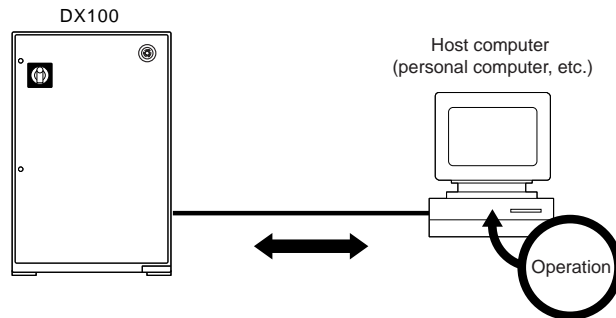 DX100
Host computer
(personal computer, etc.)
Operation